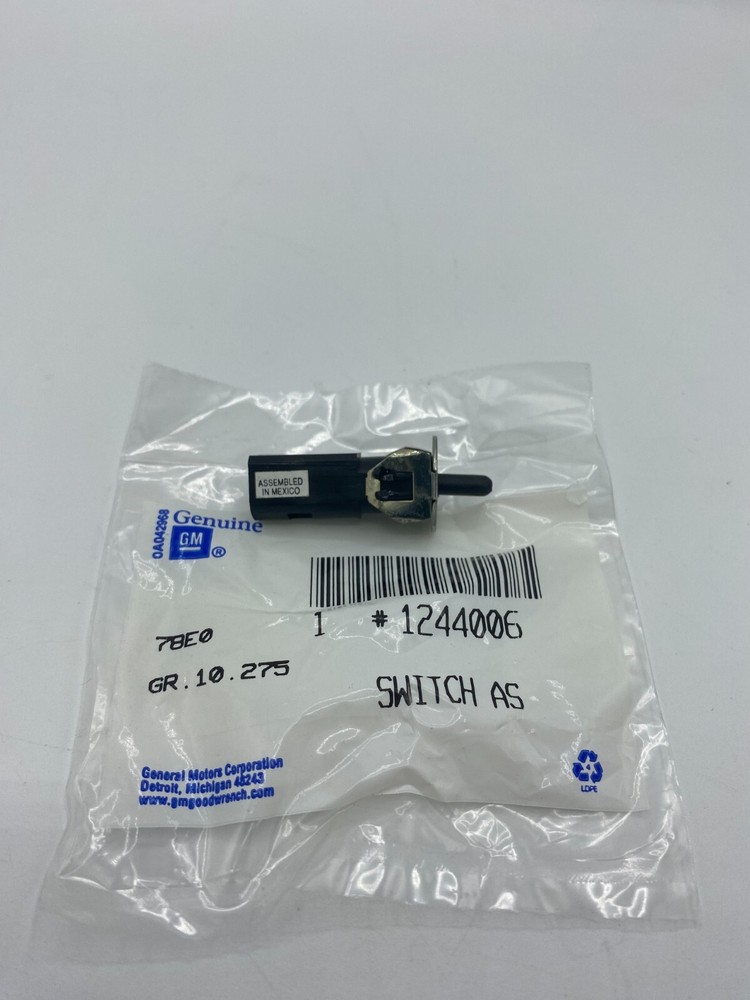 ASSEMBLED
IN MEXICO
0A042968
Genuine
GM ®
1 # 1244006
78E0
GR.10.275
SWITCH AS
General Motors Corporation
Detroit, Michigan 48243
www.gmgoodwrench.com
4
LDPE